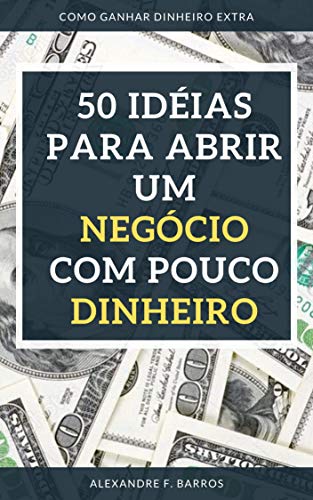 COMO GANHAR DINHEIRO EXTRA
50 IDÉIAS
PARA ABRIR
UM
NEGÓCIO
COM POUCO
DINHEIRO
ALEXANDRE F. BARROS